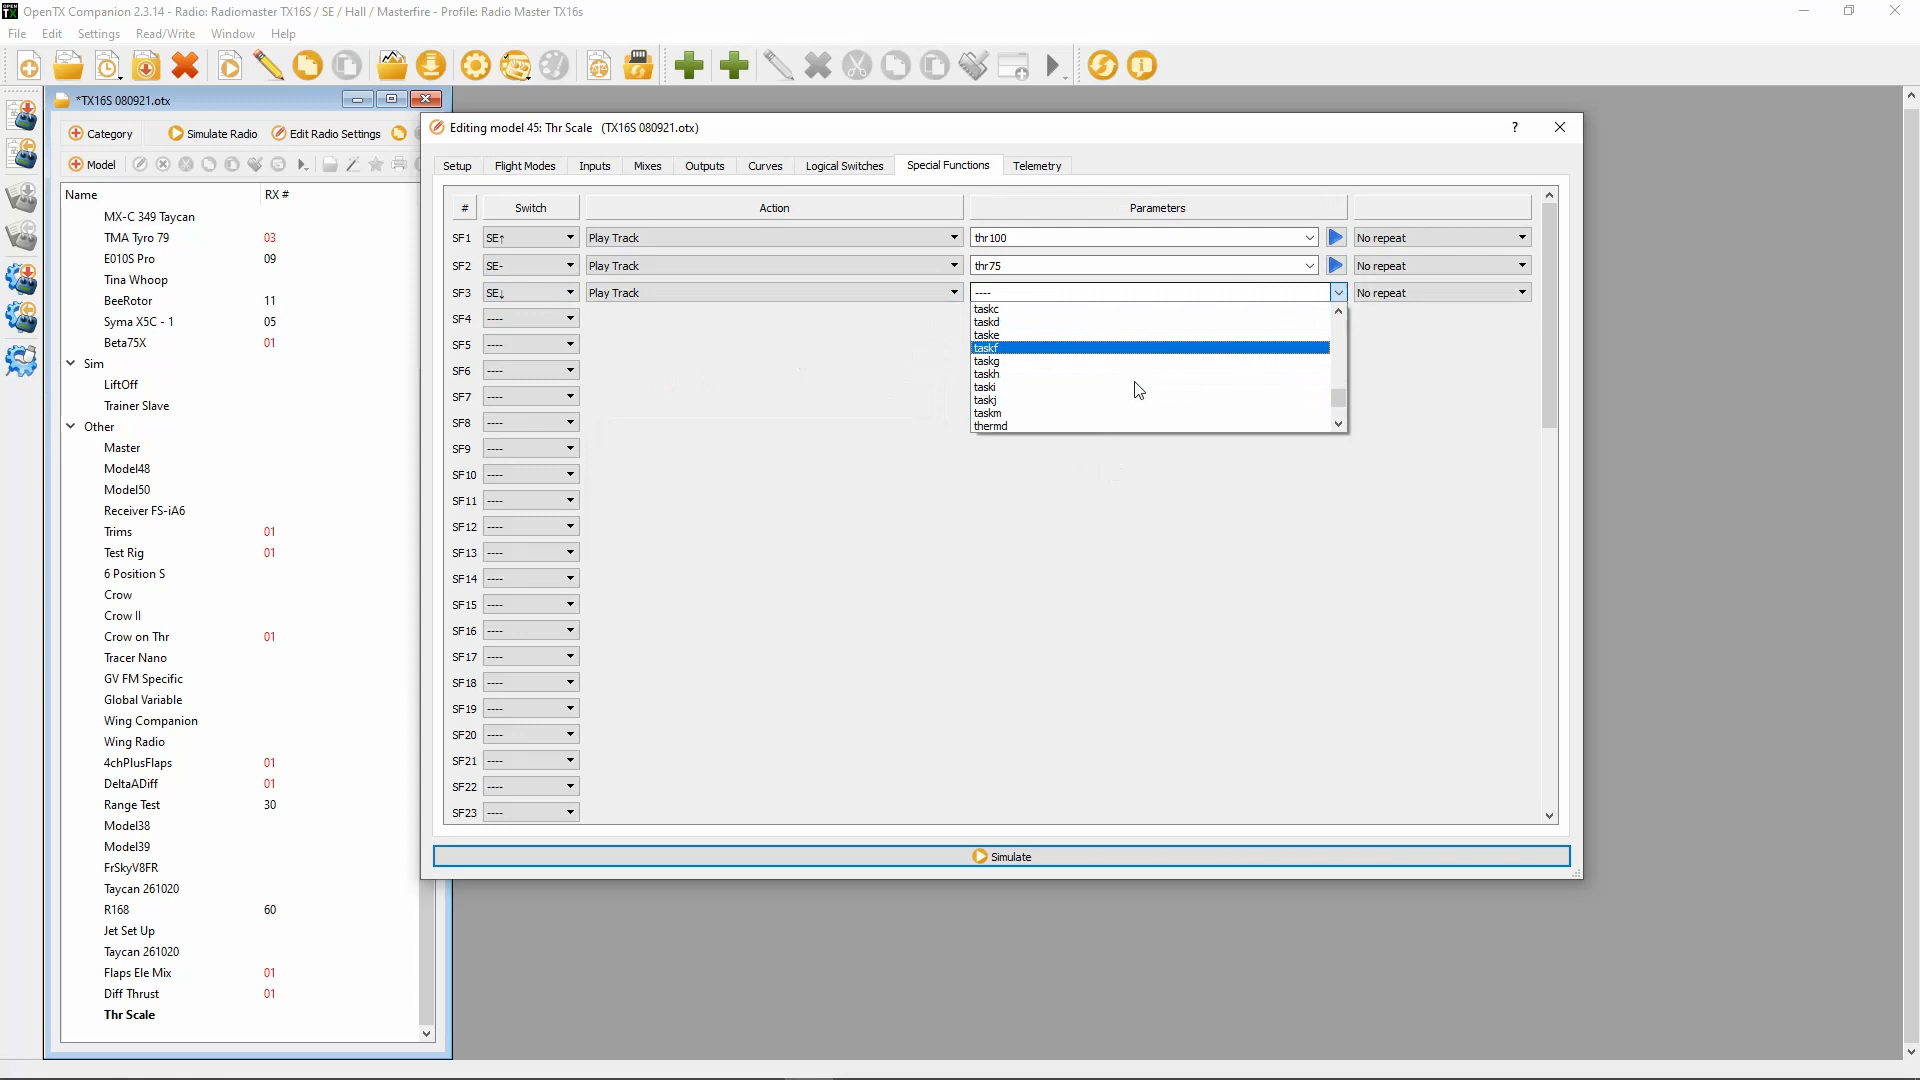 OpenTX Companion 2.3.14 - Radio: Radiomaster TX16S / SE / Hall / Masterfire - Profile: Radio Master TX16s
File Edit Settings Read/Write Window Help
*TX16S 080921.otx
Category Simulate Radio Edit Radio Settings
Model
Name RX #
MX-C 349 Taycan
TMA Tyro 79 03
E010S Pro 09
Tina Whoop
BeeRotor 11
Syma X5C - 1 05
Beta75X 01
Sim
LiftOff
Trainer Slave
Other
Master
Model48
Model50
Receiver FS-iA6
Trims 01
Test Rig 01
6 Position S
Crow
Crow II
Crow on Thr 01
Tracer Nano
GV FM Specific
Global Variable
Wing Companion
Wing Radio
4chPlusFlaps 01
DeltaADiff 01
Range Test 30
Model38
Model39
FrSkyV8FR
Taycan 261020
R168 60
Jet Set Up
Taycan 261020
Flaps Ele Mix 01
Diff Thrust 01
Thr Scale
Editing model 45: Thr Scale (TX16S 080921.otx) ?
Setup Flight Modes Inputs Mixes Outputs Curves Logical Switches Special Functions Telemetry
# Switch Action Parameters
SF1 SE↑ Play Track thr100 No repeat
SF2 SE- Play Track thr75 No repeat
SF3 SE↓ Play Track ---- No repeat
taskc
taskd
taske
taskf
taskg
taskh
taski
taskj
taskm
thermd
SF4 ----
SF5 ----
SF6 ----
SF7 ----
SF8 ----
SF9 ----
SF10 ----
SF11 ----
SF12 ----
SF13 ----
SF14 ----
SF15 ----
SF16 ----
SF17 ----
SF18 ----
SF19 ----
SF20 ----
SF21 ----
SF22 ----
SF23 ----
Simulate